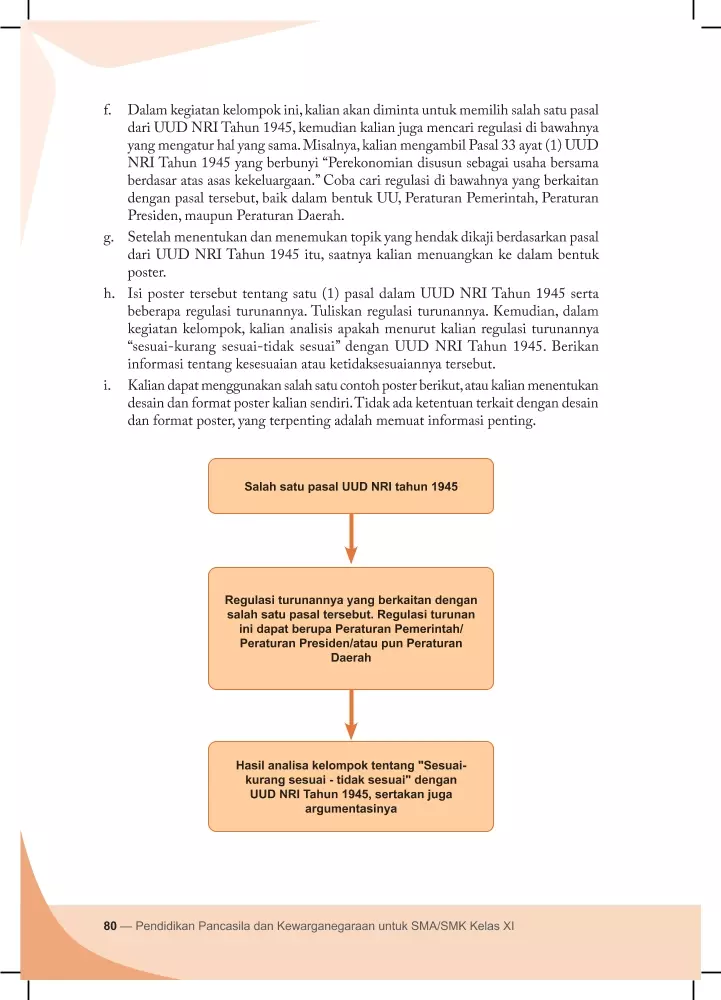 f. Dalam kegiatan kelompok ini, kalian akan diminta untuk memilih salah satu pasal
dari UUD NRI Tahun 1945, kemudian kalian juga mencari regulasi di bawahnya
yang mengatur hal yang sama. Misalnya, kalian mengambil Pasal 33 ayat (1) UUD
NRI Tahun 1945 yang berbunyi “Perekonomian disusun sebagai usaha bersama
berdasar atas asas kekeluargaan.” Coba cari regulasi di bawahnya yang berkaitan
dengan pasal tersebut, baik dalam bentuk UU, Peraturan Pemerintah, Peraturan
Presiden, maupun Peraturan Daerah.
g. Setelah menentukan dan menemukan topik yang hendak dikaji berdasarkan pasal
dari UUD NRI Tahun 1945 itu, saatnya kalian menuangkan ke dalam bentuk
poster.
h. Isi poster tersebut tentang satu (1) pasal dalam UUD NRI Tahun 1945 serta
beberapa regulasi turunannya. Tuliskan regulasi turunannya. Kemudian, dalam
kegiatan kelompok, kalian analisis apakah menurut kalian regulasi turunannya
“sesuai-kurang sesuai-tidak sesuai” dengan UUD NRI Tahun 1945. Berikan
informasi tentang kesesuaian atau ketidaksesuaiannya tersebut.
i. Kalian dapat menggunakan salah satu contoh poster berikut, atau kalian menentukan
desain dan format poster kalian sendiri. Tidak ada ketentuan terkait dengan desain
dan format poster, yang terpenting adalah memuat informasi penting.
Salah satu pasal UUD NRI tahun 1945
Regulasi turunannya yang berkaitan dengan
salah satu pasal tersebut. Regulasi turunan
ini dapat berupa Peraturan Pemerintah/
Peraturan Presiden/atau pun Peraturan
Daerah
Hasil analisa kelompok tentang "Sesuai-
kurang sesuai - tidak sesuai" dengan
UUD NRI Tahun 1945, sertakan juga
argumentasinya
80 — Pendidikan Pancasila dan Kewarganegaraan untuk SMA/SMK Kelas XI